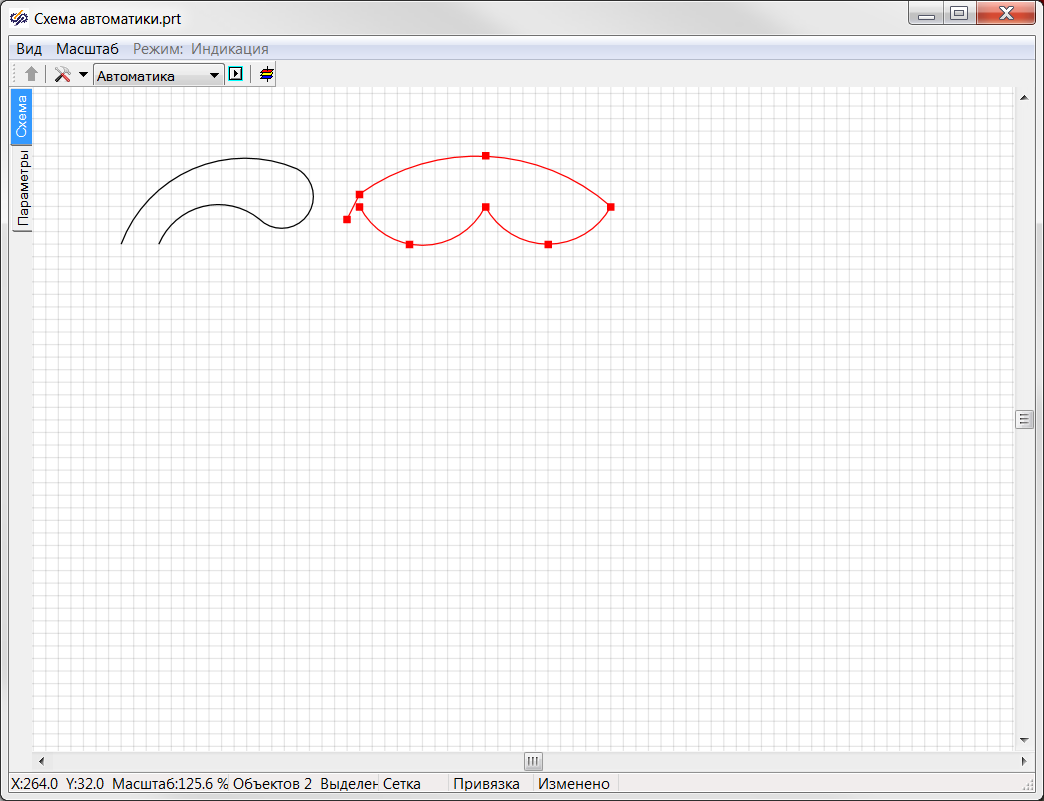 Схема автоматики.prt
Вид Масштаб Режим: Индикация
Автоматика
Схема
Параметры
X:264.0 Y:32.0 Масштаб:125.6 % Объектов 2 Выделен Сетка Привязка Изменено